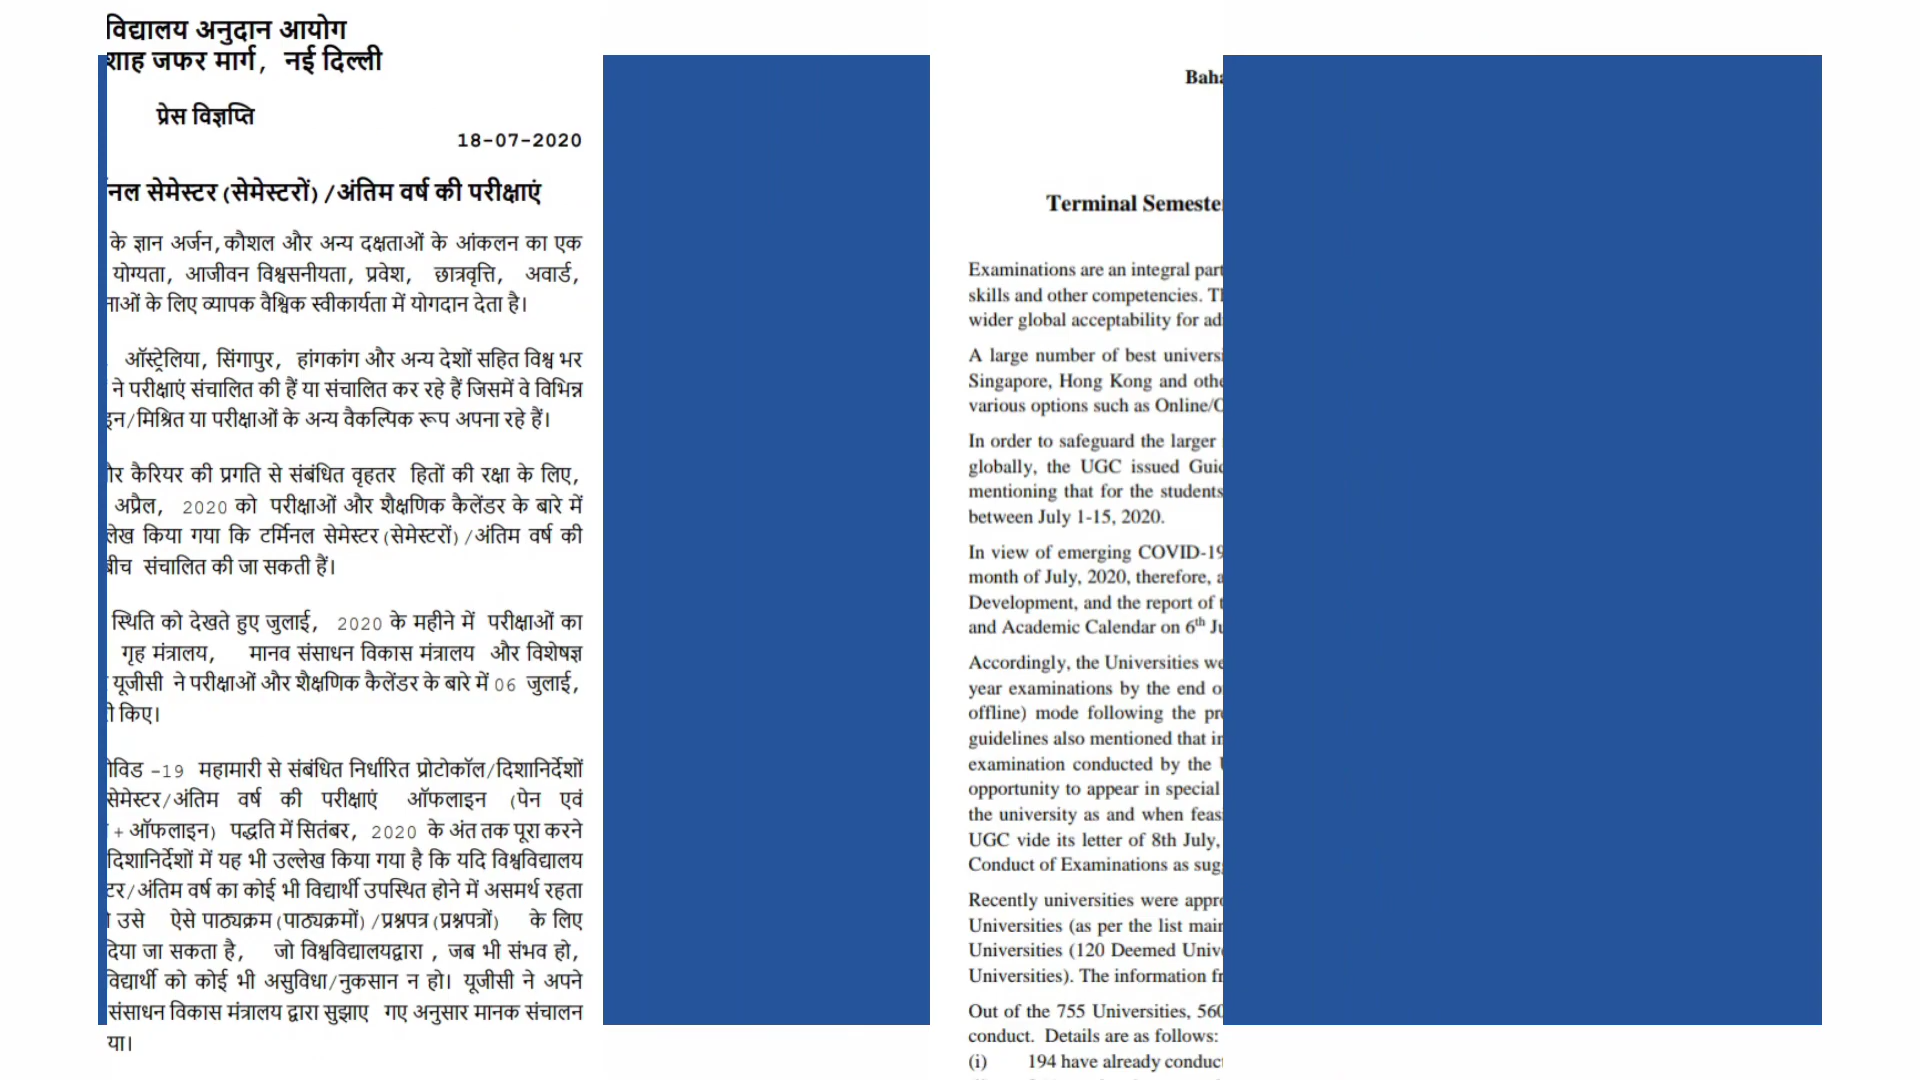 विद्यालय अनुदान आयोग
शाह जफर मार्ग, नई दिल्ली
प्रेस विज्ञप्ति
18-07-2020
सेमेस्टर(सेमेस्टरों)/अंतिम वर्ष की परीक्षाएं
के ज्ञान अर्जन,कौशल और अन्य दक्षताओं के आंकलन का एक
योग्यता, आजीवन विश्वसनीयता, प्रवेश, छात्रवृत्ति, अवार्ड,
के लिए व्यापक वैश्विक स्वीकार्यता में योगदान देता है।
ऑस्ट्रेलिया, सिंगापुर, हांगकांग और अन्य देशों सहित विश्व भर
ने परीक्षाएं संचालित की हैं या संचालित कर रहे हैं जिसमें वे विभिन्न
/मिश्रित या परीक्षाओं के अन्य वैकल्पिक रूप अपना रहे हैं।
कैरियर की प्रगति से संबंधित वृहतर हितों की रक्षा के लिए,
अप्रैल, 2020 को परीक्षाओं और शैक्षणिक कैलेंडर के बारे में
लेख किया गया कि टर्मिनल सेमेस्टर(सेमेस्टरों)/अंतिम वर्ष की
बीच संचालित की जा सकती हैं।
स्थिति को देखते हुए जुलाई, 2020 के महीने में परीक्षाओं का
गृह मंत्रालय, मानव संसाधन विकास मंत्रालय और विशेषज्ञ
यूजीसी ने परीक्षाओं और शैक्षणिक कैलेंडर के बारे में 06 जुलाई,
किए।
-19 महामारी से संबंधित निर्धारित प्रोटोकॉल/दिशानिर्देशों
सेमेस्टर/अंतिम वर्ष की परीक्षाएं ऑफलाइन (पेन एवं
+ऑफलाइन) पद्धति में सितंबर, 2020 के अंत तक पूरा करने
दिशानिर्देशों में यह भी उल्लेख किया गया है कि यदि विश्वविद्यालय
टर/अंतिम वर्ष का कोई भी विद्यार्थी उपस्थित होने में असमर्थ रहता
उसे ऐसे पाठ्यक्रम(पाठ्यक्रमों)/प्रश्नपत्र(प्रश्नपत्रों) के लिए
दिया जा सकता है, जो विश्वविद्यालयद्वारा , जब भी संभव हो,
विद्यार्थी को कोई भी असुविधा/नुकसान न हो। यूजीसी ने अपने
संसाधन विकास मंत्रालय द्वारा सुझाए गए अनुसार मानक संचालन
या।
Baha
Terminal Semeste
Examinations are an integral part
skills and other competencies. Th
wider global acceptability for ad
A large number of best universi
Singapore, Hong Kong and othe
various options such as Online/O
In order to safeguard the larger
globally, the UGC issued Guid
mentioning that for the students
between July 1-15, 2020.
In view of emerging COVID-19
month of July, 2020, therefore, a
Development, and the report of t
and Academic Calendar on 6th Ju
Accordingly, the Universities we
year examinations by the end o
offline) mode following the pre
guidelines also mentioned that in
examination conducted by the U
opportunity to appear in special
the university as and when feas
UGC vide its letter of 8th July,
Conduct of Examinations as sug
Recently universities were appro
Universities (as per the list main
Universities (120 Deemed Unive
Universities). The information fr
Out of the 755 Universities, 560
conduct. Details are as follows:
(i) 194 have already conduct